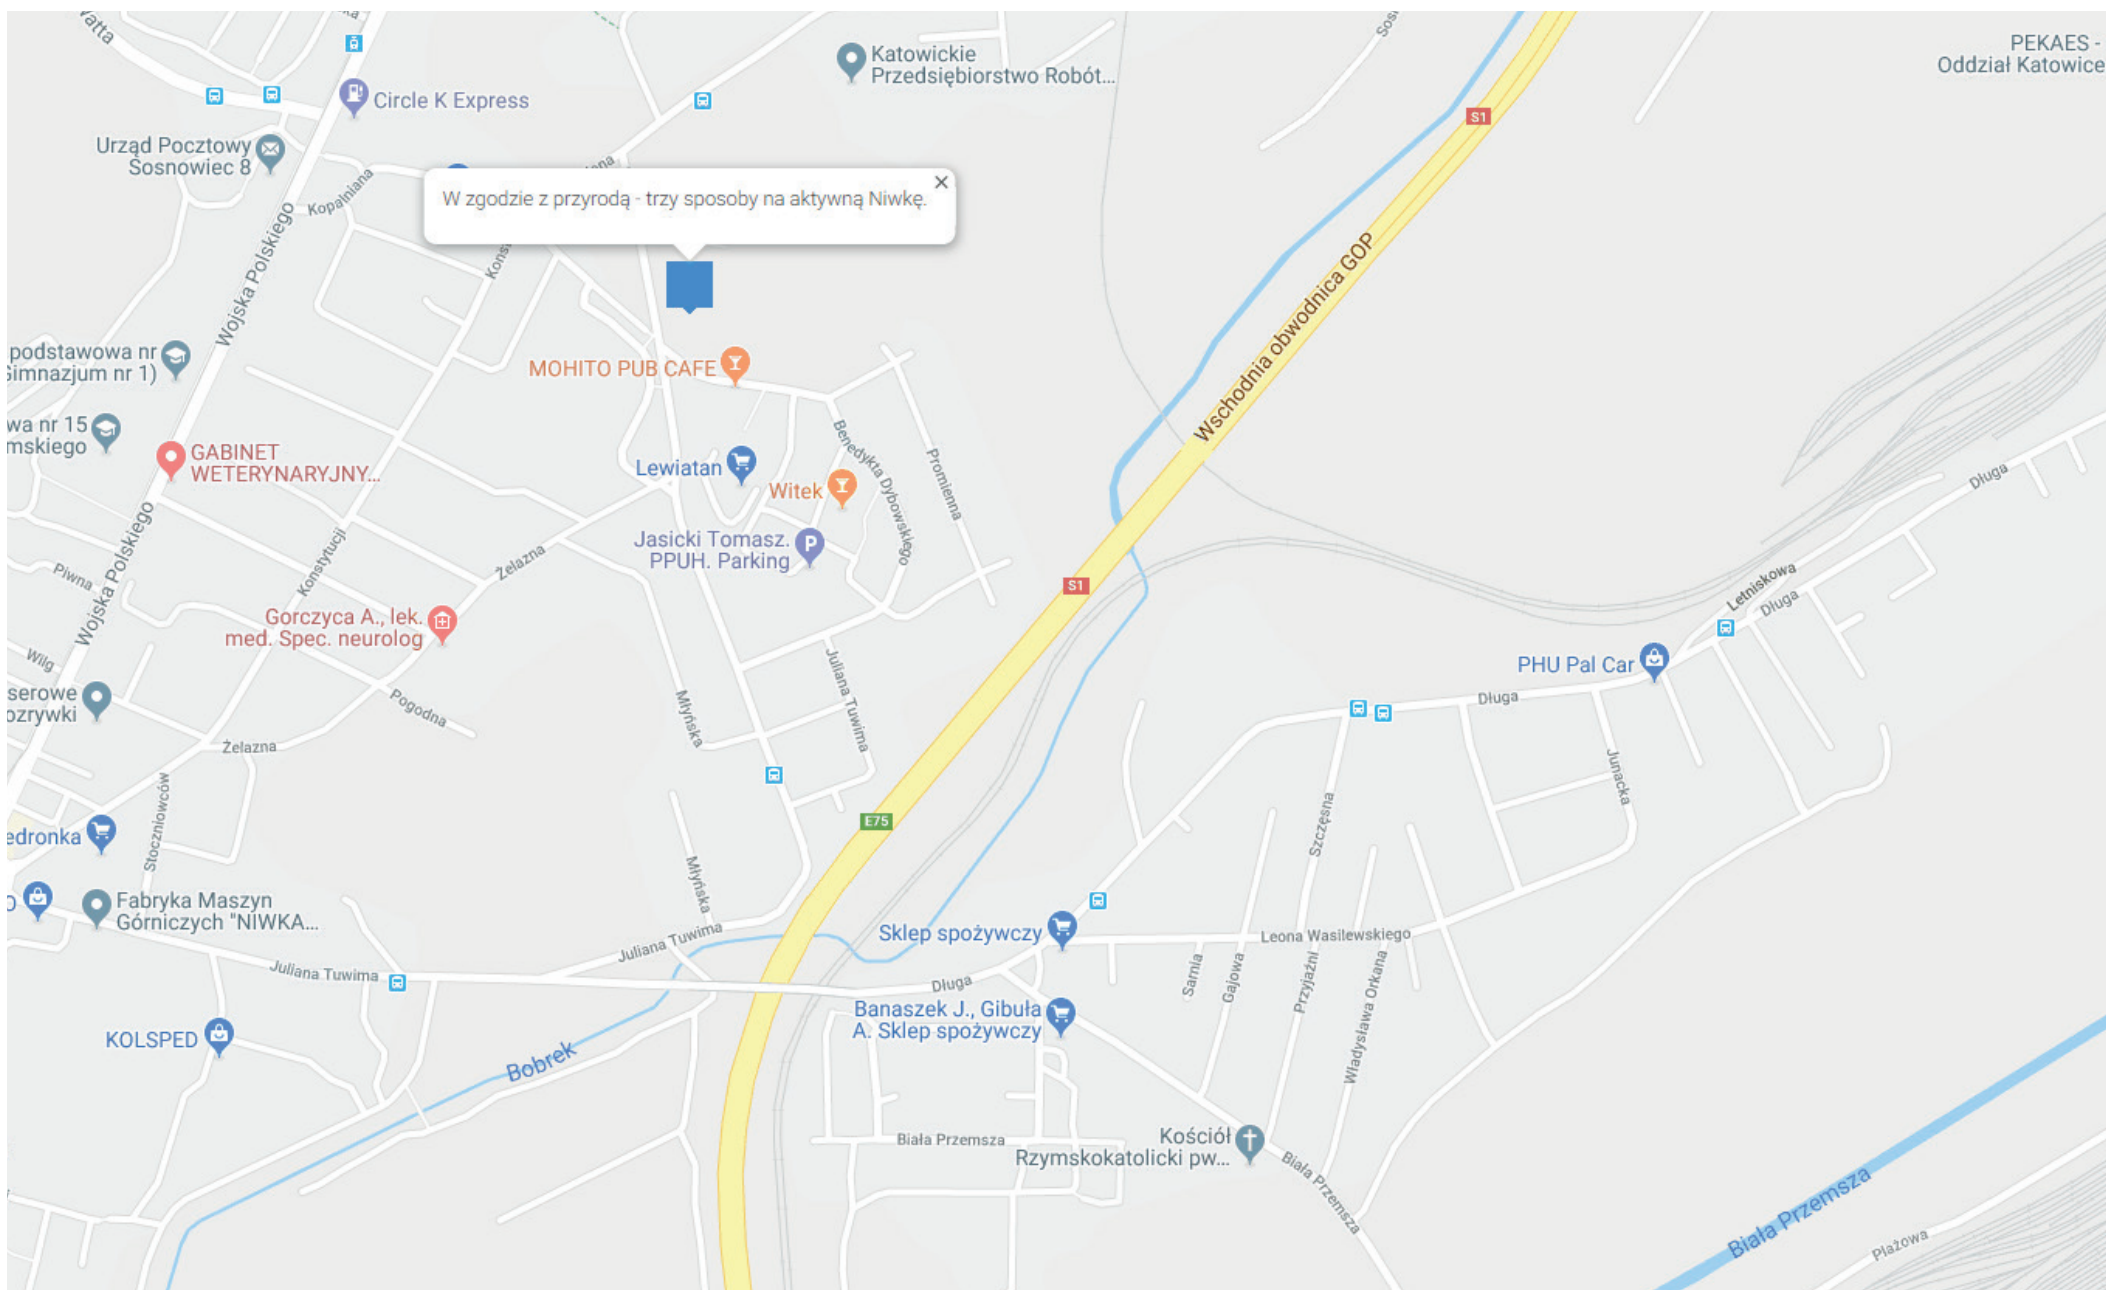 Watta
PEKAES -
Oddział Katowice
Katowickie
Przedsiębiorstwo Robót...
Circle K Express
S1
Urząd Pocztowy
Sosnowiec 8
Kopalniana
W zgodzie z przyrodą - trzy sposoby na aktywną Niwkę.
Wojska Polskiego
Wschodnia obwodnica GOP
podstawowa nr
Gimnazjum nr 1)
MOHITO PUB CAFE
wa nr 15
mskiego
GABINET
WETERYNARYJNY...
Lewiatan
Witek
Benedykta Dybowskiego
Promienna
Długa
Jasicki Tomasz.
PPUH. Parking
Wojska Polskiego
Konstytucji
Żelazna
Piwna
S1
Letniskowa
Długa
Gorczyca A., lek.
med. Spec. neurolog
Wilg
PHU Pal Car
serowe
ozrywki
Pogodna
Młyńska
Juliana Tuwima
Długa
Żelazna
Junacka
Stoczniowców
E75
Szczęsna
edronka
Młyńska
Fabryka Maszyn
Górniczych "NIWKA...
Juliana Tuwima
Sklep spożywczy
Leona Wasilewskiego
Juliana Tuwima
Długa
Sarnia
Gajowa
Przyjaźni
Władysława Orkana
Banaszek J., Gibuła
A. Sklep spożywczy
KOLSPED
Bobrek
Biała Przemsza
Kościół
Rzymskokatolicki pw...
Biała Przemsza
Biała Przemsza
Plażowa